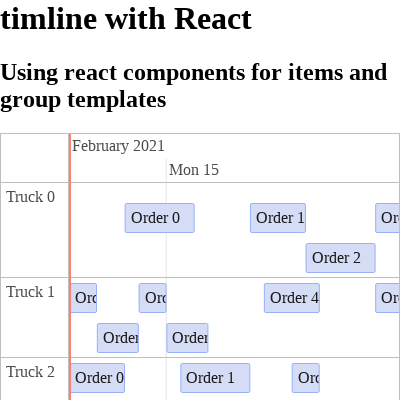 timline with React
Using react components for items and
group templates
February 2021
Mon 15
Truck 0
Order 0
Order 1
Or
Order 2
Truck 1
Ord
Ord
Order 4
Or
Order
Order
Truck 2
Order 0
Order 1
Ord